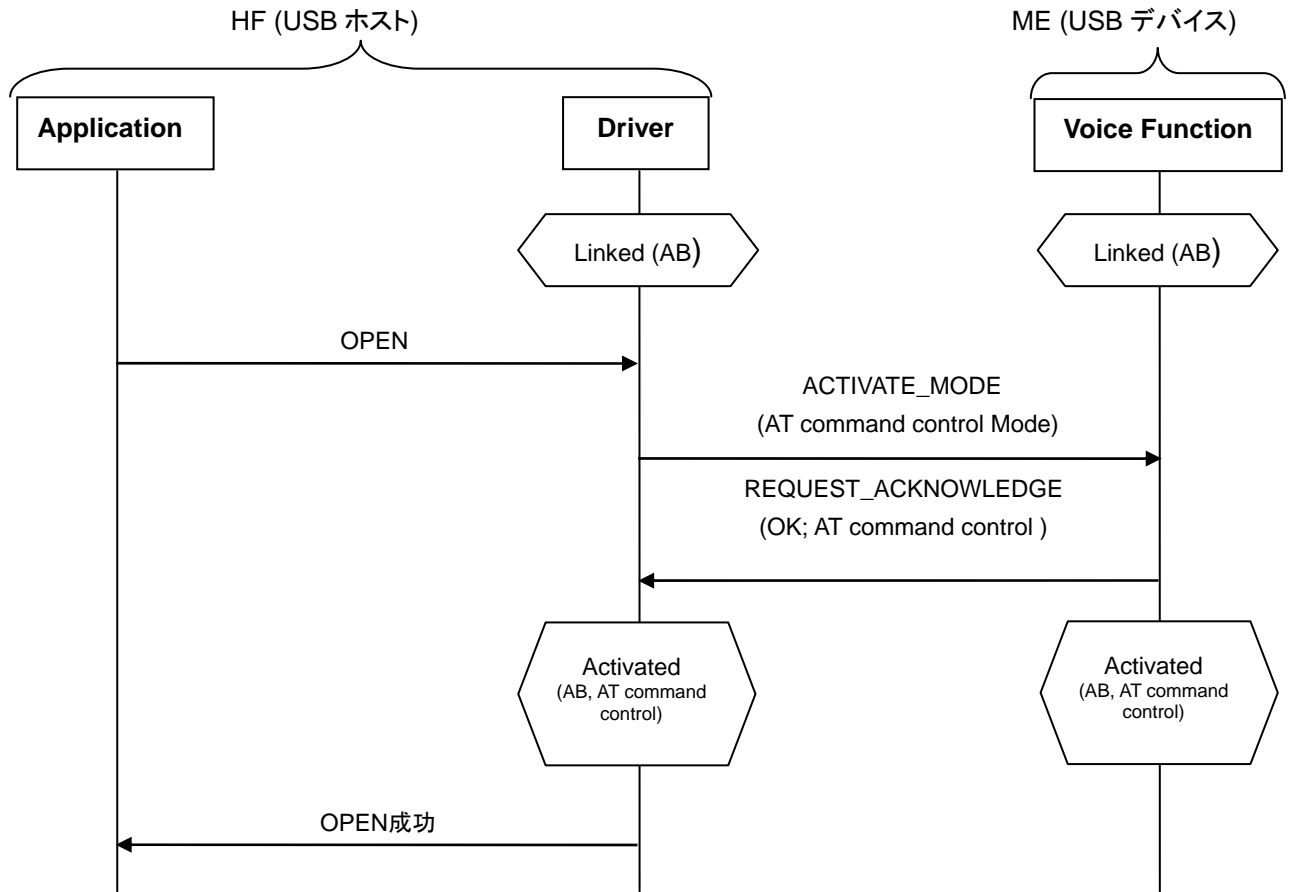 HF (USB ホスト)
ME (USB デバイス)
Application
Driver
Voice Function
Linked (AB)
Linked (AB)
OPEN
ACTIVATE_MODE
(AT command control Mode)
REQUEST_ACKNOWLEDGE
(OK; AT command control )
Activated
(AB, AT command
control)
Activated
(AB, AT command
control)
OPEN成功